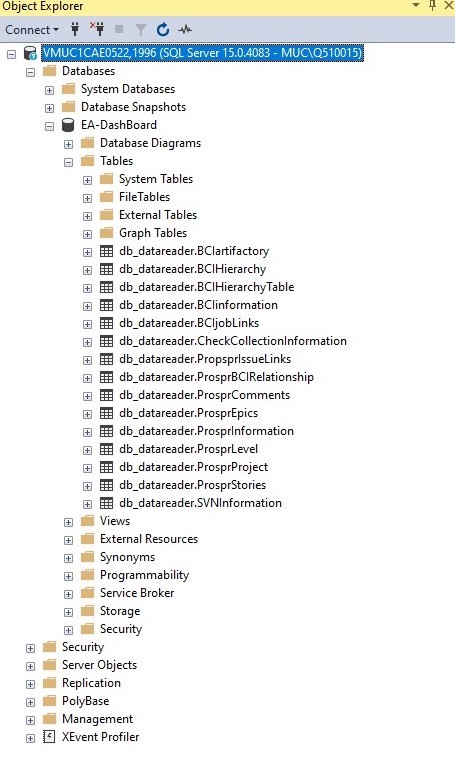 Object Explorer
Connect
VMUC1CAE0522,1996 (SQL Server 15.0.4083 - MUC\Q510015)
Databases
System Databases
Database Snapshots
EA-DashBoard
Database Diagrams
Tables
System Tables
FileTables
External Tables
Graph Tables
db_datareader.BCIartifactory
db_datareader.BCIHierarchy
db_datareader.BCIHierarchyTable
db_datareader.BCIinformation
db_datareader.BCIjobLinks
db_datareader.CheckCollectionInformation
db_datareader.PropsprIssueLinks
db_datareader.ProsprBCIRelationship
db_datareader.ProsprComments
db_datareader.ProsprEpics
db_datareader.ProsprInformation
db_datareader.ProsprLevel
db_datareader.ProsprProject
db_datareader.ProsprStories
db_datareader.SVNInformation
Views
External Resources
Synonyms
Programmability
Service Broker
Storage
Security
Security
Server Objects
Replication
PolyBase
Management
XEvent Profiler